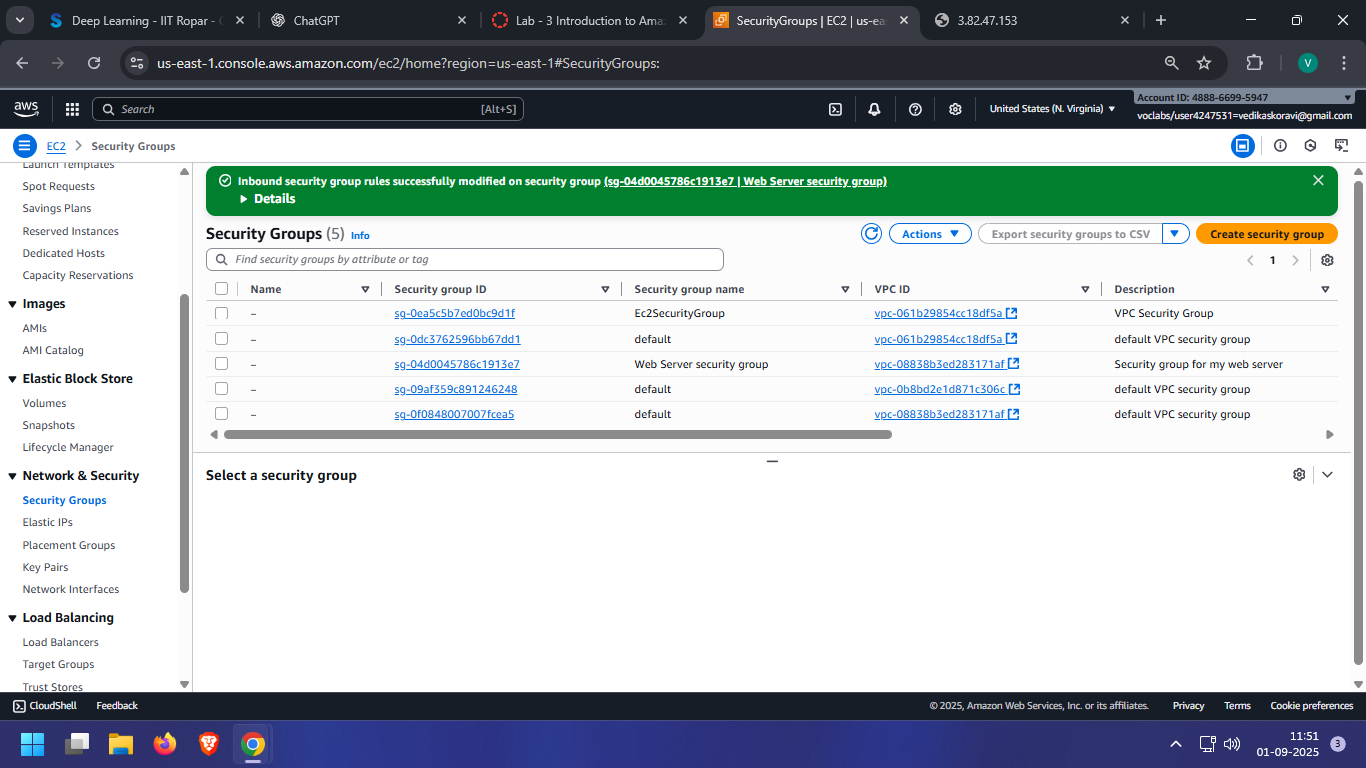 Deep Learning - IIT Ropar - C
ChatGPT
Lab - 3 Introduction to Amaz
SecurityGroups | EC2 | us-ea
3.82.47.153
us-east-1.console.aws.amazon.com/ec2/home?region=us-east-1#SecurityGroups:
V
aws
Search
[Alt+S]
United States (N. Virginia)
Account ID: 4888-6699-5947
voclabs/user4247531=vedikaskoravi@gmail.com
EC2
Security Groups
Launch Templates
Spot Requests
Savings Plans
Reserved Instances
Dedicated Hosts
Capacity Reservations
Images
AMIs
AMI Catalog
Elastic Block Store
Volumes
Snapshots
Lifecycle Manager
Network & Security
Security Groups
Elastic IPs
Placement Groups
Key Pairs
Network Interfaces
Load Balancing
Load Balancers
Target Groups
Trust Stores
Inbound security group rules successfully modified on security group (sg-04d0045786c1913e7 | Web Server security group)
Details
Security Groups (5) Info
Actions
Export security groups to CSV
Create security group
Find security groups by attribute or tag
1
Name Security group ID Security group name VPC ID Description
– sg-0ea5c5b7ed0bc9d1f Ec2SecurityGroup vpc-061b29854cc18df5a VPC Security Group
– sg-0dc3762596bb67dd1 default vpc-061b29854cc18df5a default VPC security group
– sg-04d0045786c1913e7 Web Server security group vpc-08838b3ed283171af Security group for my web server
– sg-09af359c891246248 default vpc-0b8bd2e1d871c306c default VPC security group
– sg-0f0848007007fcea5 default vpc-08838b3ed283171af default VPC security group
Select a security group
CloudShell
Feedback
© 2025, Amazon Web Services, Inc. or its affiliates.
Privacy
Terms
Cookie preferences
11:51
01-09-2025
3